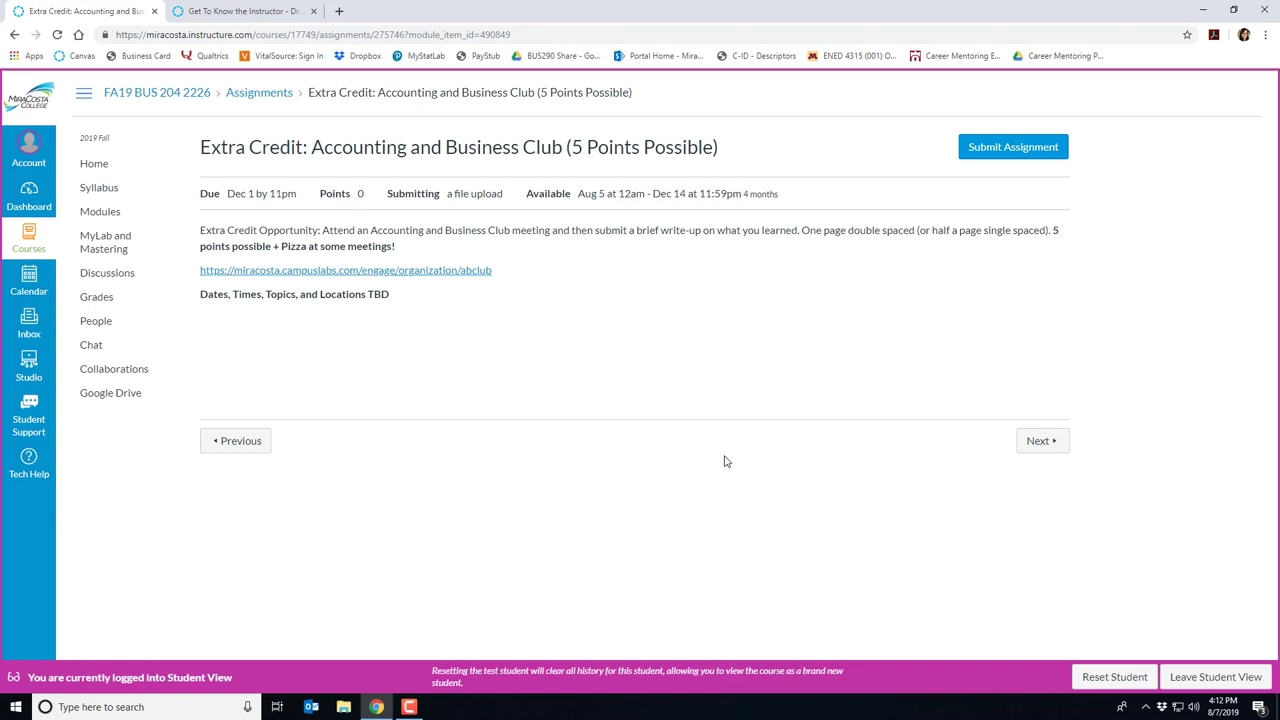 Extra Credit: Accounting and Bus
Get To Know the Instructor - Dr.
https://miracosta.instructure.com/courses/17749/assignments/275746?module_item_id=490849
Apps
Canvas
Business Card
Qualtrics
VitalSource: Sign In
Dropbox
MyStatLab
PayStub
BUS290 Share - Go...
Portal Home - Mira...
C-ID - Descriptors
ENED 4315 (001) O...
Career Mentoring E...
Career Mentoring P...
MIRACOSTA
COLLEGE
FA19 BUS 204 2226 › Assignments › Extra Credit: Accounting and Business Club (5 Points Possible)
Account
Dashboard
Courses
Calendar
Inbox
Studio
Student
Support
Tech Help
2019 Fall
Home
Syllabus
Modules
MyLab and
Mastering
Discussions
Grades
People
Chat
Collaborations
Google Drive
Extra Credit: Accounting and Business Club (5 Points Possible)
Submit Assignment
Due Dec 1 by 11pm Points 0 Submitting a file upload Available Aug 5 at 12am - Dec 14 at 11:59pm 4 months
Extra Credit Opportunity: Attend an Accounting and Business Club meeting and then submit a brief write-up on what you learned. One page double spaced (or half a page single spaced). 5
points possible + Pizza at some meetings!
https://miracosta.campuslabs.com/engage/organization/abclub
Dates, Times, Topics, and Locations TBD
Previous
Next
You are currently logged into Student View
Resetting the test student will clear all history for this student, allowing you to view the course as a brand new
student.
Reset Student
Leave Student View
Type here to search
4:12 PM
8/7/2019
3